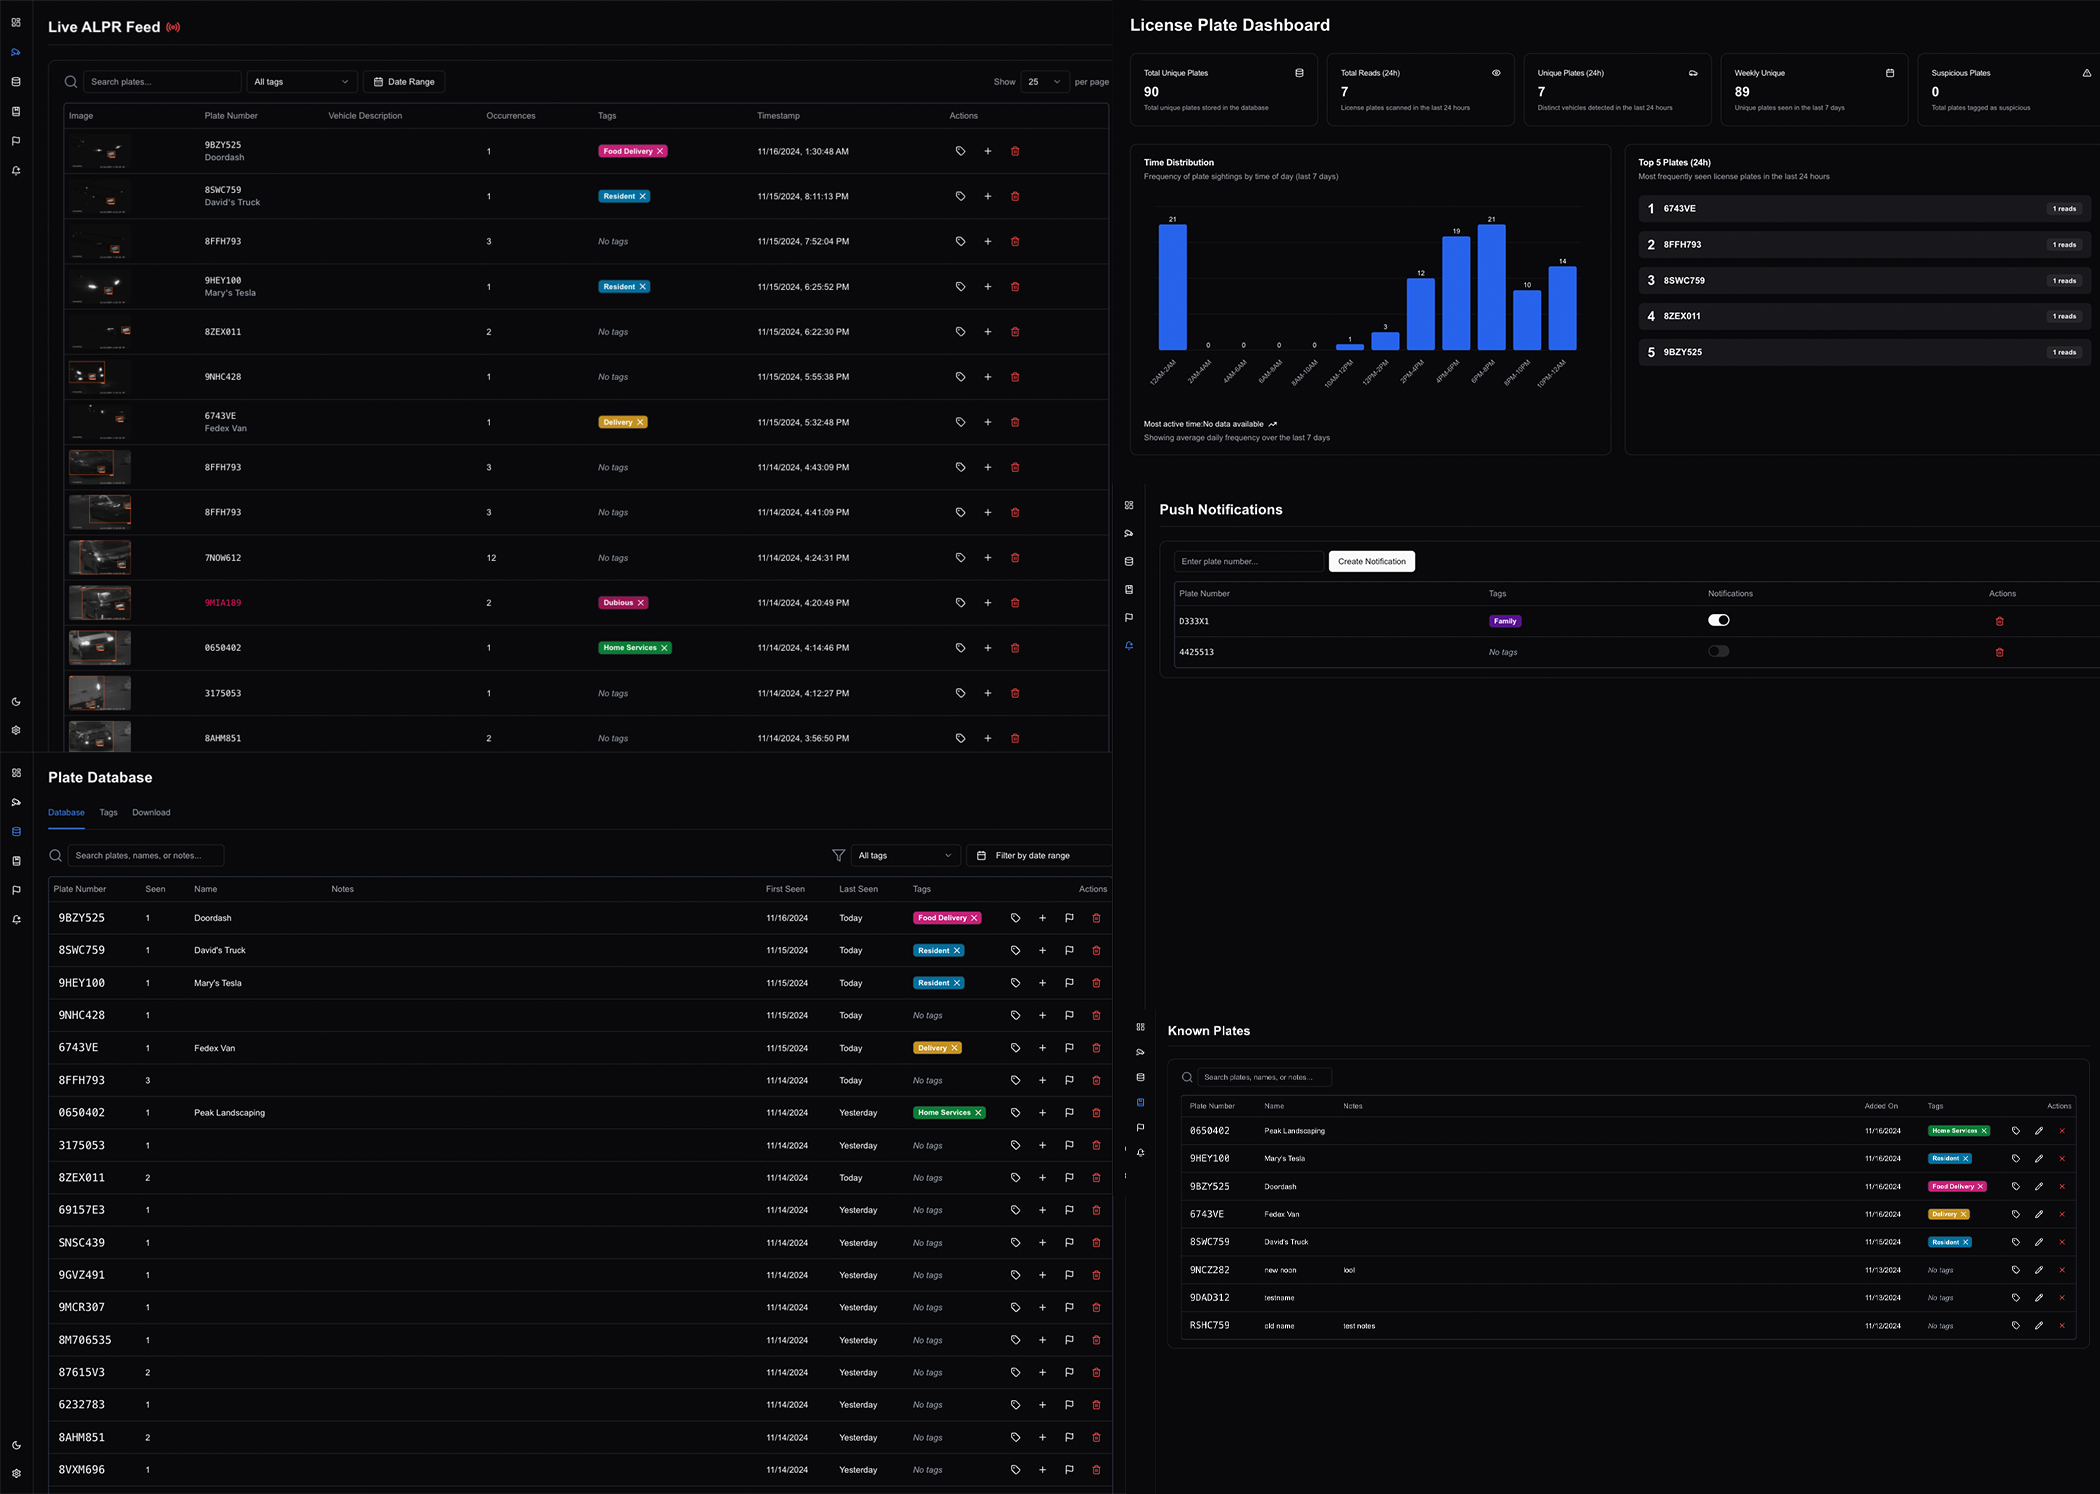 Live ALPR Feed
Search plates...
All tags
Date Range
Show 25 per page
Image Plate Number Vehicle Description Occurrences Tags Timestamp Actions
9BZY525 1 Food Delivery 11/16/2024, 1:30:48 AM
Doordash
8SWC759 1 Resident 11/15/2024, 8:11:13 PM
David's Truck
8FFH793 3 No tags 11/15/2024, 7:52:04 PM
9HEY100 1 Resident 11/15/2024, 6:25:52 PM
Mary's Tesla
8ZEX011 2 No tags 11/15/2024, 6:22:30 PM
9NHC428 1 No tags 11/15/2024, 5:55:38 PM
6743VE 1 Delivery 11/15/2024, 5:32:48 PM
Fedex Van
8FFH793 3 No tags 11/14/2024, 4:43:09 PM
8FFH793 3 No tags 11/14/2024, 4:41:09 PM
7NOW612 12 No tags 11/14/2024, 4:24:31 PM
9MIA189 2 Dubious 11/14/2024, 4:20:49 PM
0650402 1 Home Services 11/14/2024, 4:14:46 PM
3175053 1 No tags 11/14/2024, 4:12:27 PM
8AHM851 2 No tags 11/14/2024, 3:56:50 PM
License Plate Dashboard
Total Unique Plates
90
Total unique plates stored in the database
Total Reads (24h)
7
License plates scanned in the last 24 hours
Unique Plates (24h)
7
Distinct vehicles detected in the last 24 hours
Weekly Unique
89
Unique plates seen in the last 7 days
Suspicious Plates
0
Total plates tagged as suspicious
Time Distribution
Frequency of plate sightings by time of day (last 7 days)
21 0 0 0 0 1 3 12 19 21 10 14
12AM-2AM 2AM-4AM 4AM-6AM 6AM-8AM 8AM-10AM 10AM-12PM 12PM-2PM 2PM-4PM 4PM-6PM 6PM-8PM 8PM-10PM 10PM-12AM
Most active time:No data available
Showing average daily frequency over the last 7 days
Top 5 Plates (24h)
Most frequently seen license plates in the last 24 hours
1 6743VE 1 reads
2 8FFH793 1 reads
3 8SWC759 1 reads
4 8ZEX011 1 reads
5 9BZY525 1 reads
Push Notifications
Enter plate number...
Create Notification
Plate Number Tags Notifications Actions
D333X1 Family
4425513 No tags
Plate Database
Database Tags Download
Search plates, names, or notes...
All tags
Filter by date range
Plate Number Seen Name Notes First Seen Last Seen Tags Actions
9BZY525 1 Doordash 11/16/2024 Today Food Delivery
8SWC759 1 David's Truck 11/15/2024 Today Resident
9HEY100 1 Mary's Tesla 11/15/2024 Today Resident
9NHC428 1 11/15/2024 Today No tags
6743VE 1 Fedex Van 11/15/2024 Today Delivery
8FFH793 3 11/14/2024 Today No tags
0650402 1 Peak Landscaping 11/14/2024 Yesterday Home Services
3175053 1 11/14/2024 Yesterday No tags
8ZEX011 2 11/14/2024 Today No tags
69157E3 1 11/14/2024 Yesterday No tags
SNSC439 1 11/14/2024 Yesterday No tags
9GVZ491 1 11/14/2024 Yesterday No tags
9MCR307 1 11/14/2024 Yesterday No tags
8M706535 1 11/14/2024 Yesterday No tags
87615V3 2 11/14/2024 Yesterday No tags
6232783 1 11/14/2024 Yesterday No tags
8AHM851 2 11/14/2024 Yesterday No tags
8VXM696 1 11/14/2024 Yesterday No tags
Known Plates
Search plates, names, or notes...
Plate Number Name Notes Added On Tags Actions
0650402 Peak Landscaping 11/16/2024 Home Services
9HEY100 Mary's Tesla 11/16/2024 Resident
9BZY525 Doordash 11/16/2024 Food Delivery
6743VE Fedex Van 11/16/2024 Delivery
8SWC759 David's Truck 11/15/2024 Resident
9NCZ282 new noon lool 11/13/2024 No tags
9DAD312 testname 11/13/2024 No tags
RSHC759 old name test notes 11/12/2024 No tags